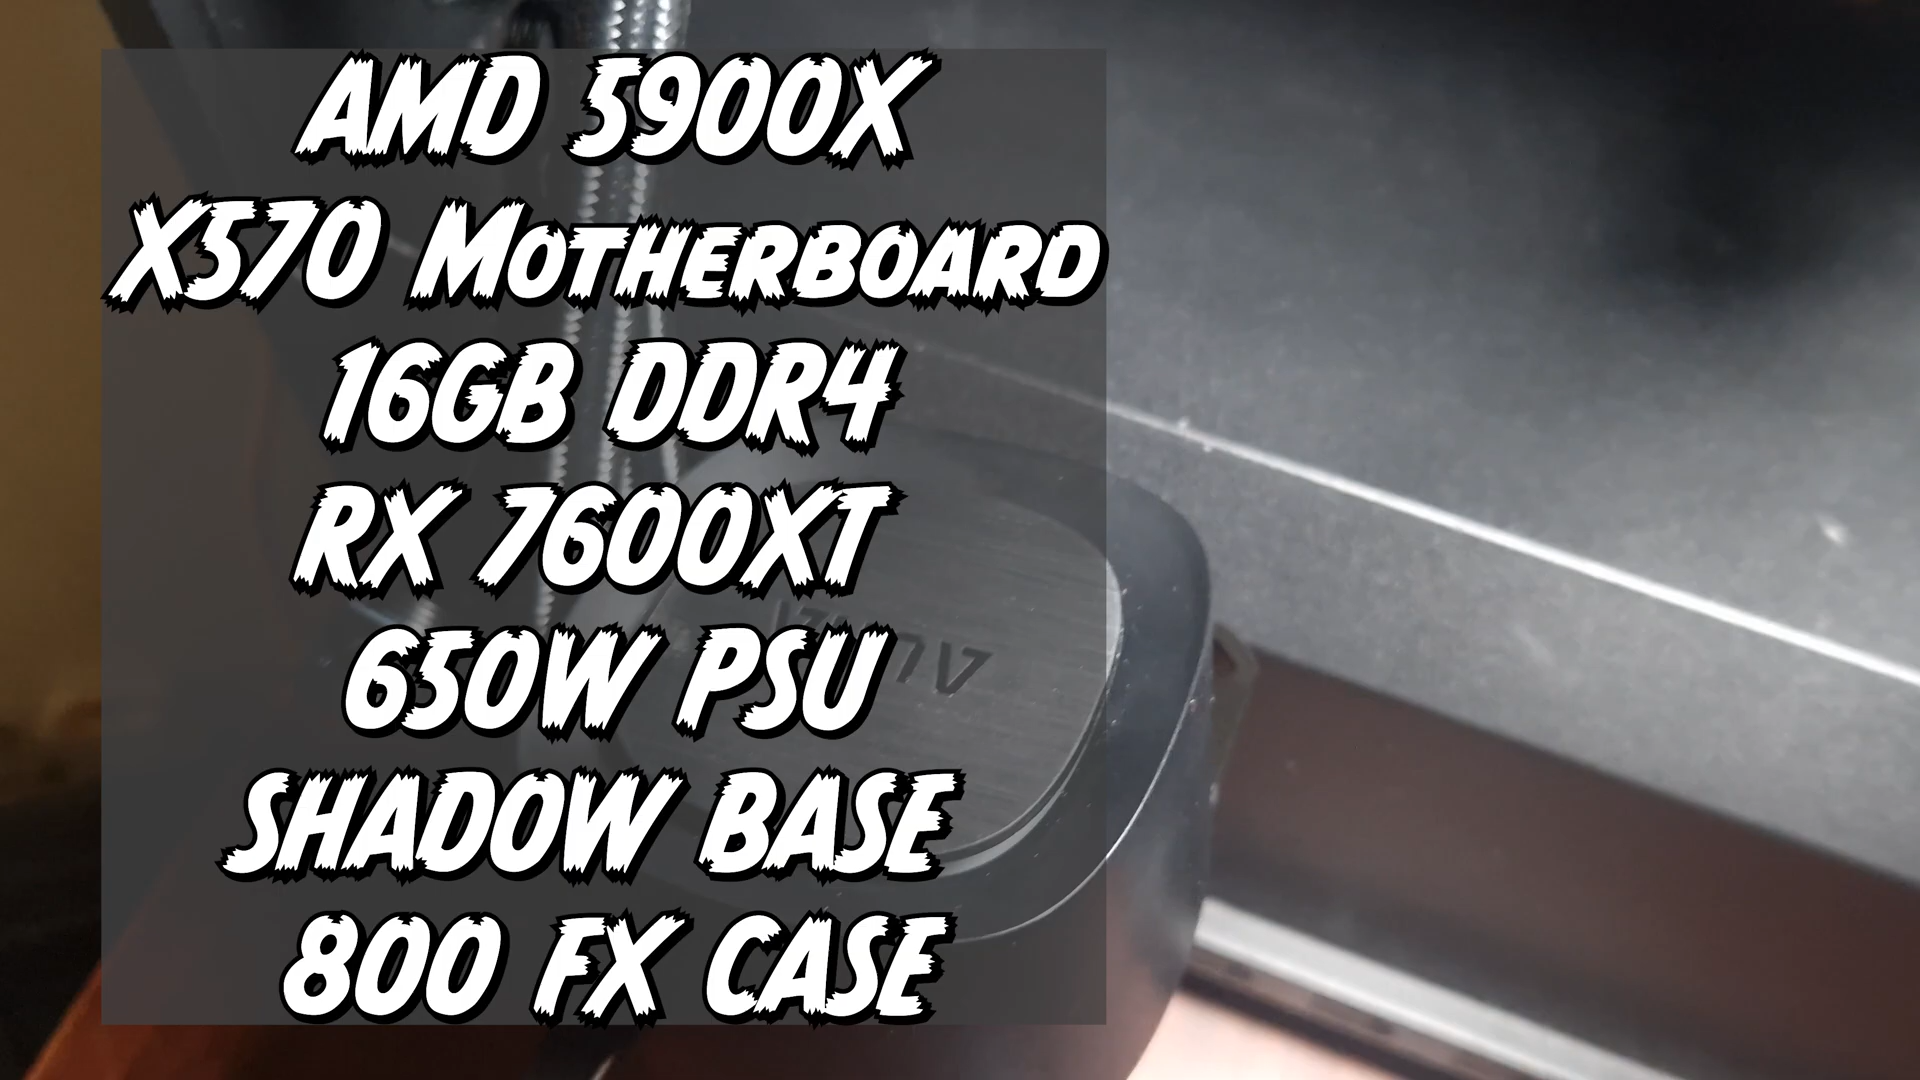 AMD 5900X
X570 MOTHERBOARD
16GB DDR4
RX 7600XT
650W PSU
SHADOW BASE
800 FX CASE